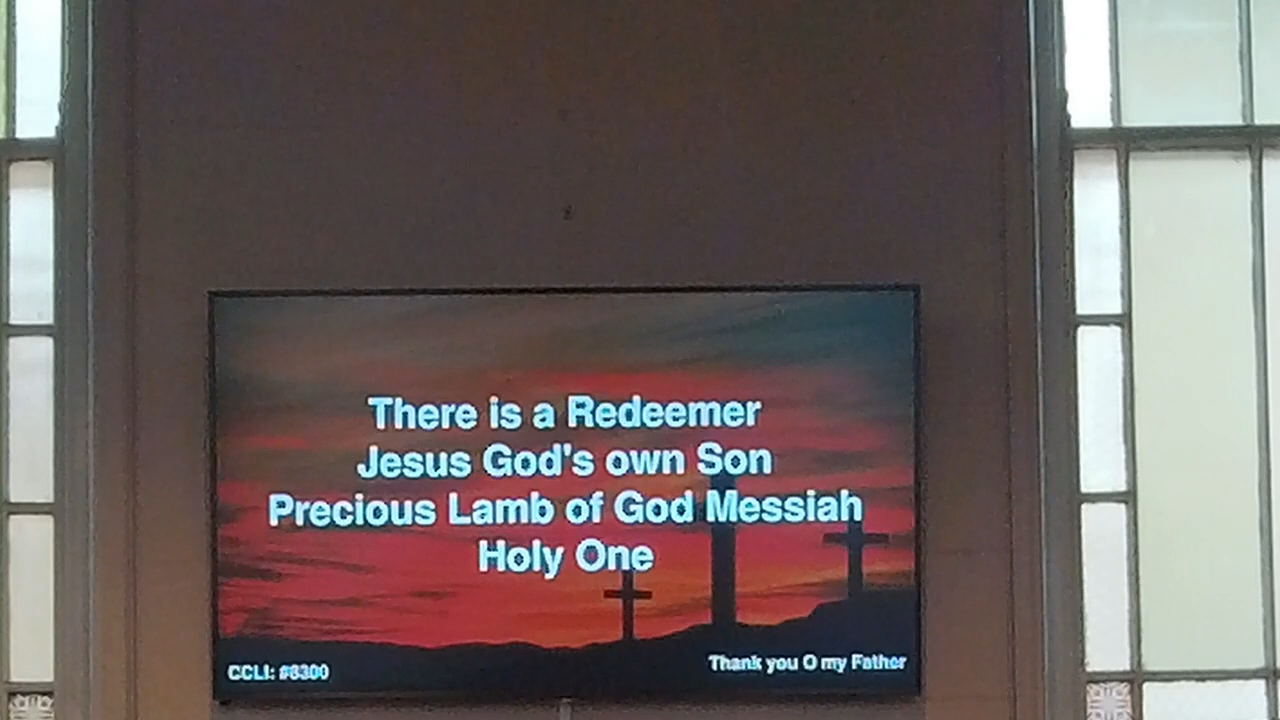 There is a Redeemer
Jesus God's own Son
Precious Lamb of God Messiah
Holy One
CCLI: #8300
Thank you O my Father